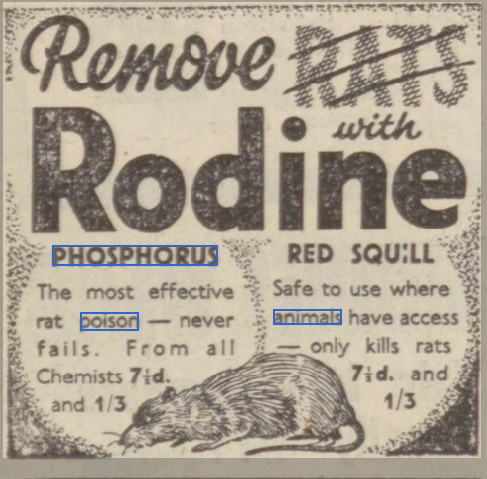 Remove RATS
with
Rodine
PHOSPHORUS
The most effective
rat poison — never
fails. From all
Chemists 7½d.
and 1/3
RED SQUILL
Safe to use where
animals have access
— only kills rats
7½d. and
1/3